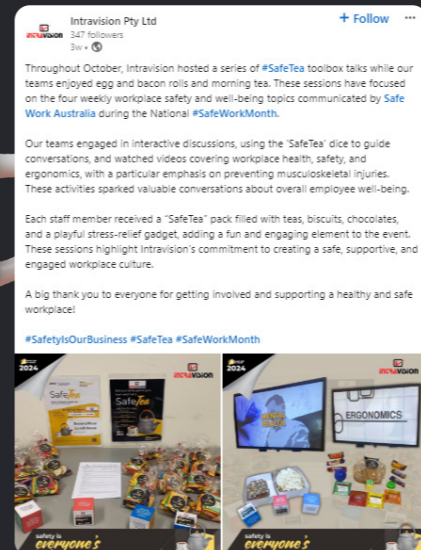 Intravision Pty Ltd
+ Follow ...
347 followers
3w •
INTRAVISION
Throughout October, Intravision hosted a series of #SafeTea toolbox talks while our
teams enjoyed egg and bacon rolls and morning tea. These sessions have focused
on the four weekly workplace safety and well-being topics communicated by Safe
Work Australia during the National #SafeWorkMonth.
Our teams engaged in interactive discussions, using the 'SafeTea' dice to guide
conversations, and watched videos covering workplace health, safety, and
ergonomics, with a particular emphasis on preventing musculoskeletal injuries.
These activities sparked valuable conversations about overall employee well-being.
Each staff member received a "SafeTea" pack filled with teas, biscuits, chocolates,
and a playful stress-relief gadget, adding a fun and engaging element to the event.
These sessions highlight Intravision's commitment to creating a safe, supportive, and
engaged workplace culture.
A big thank you to everyone for getting involved and supporting a healthy and safe
workplace!
#SafetyIsOurBusiness #SafeTea #SafeWorkMonth
2024
INTRAVISION
SafeTea
SafeTea
safety is
everyone's
2024
INTRAVISION
MENTAL
HEALTH
ERGONOMICS
safety is
everyone's